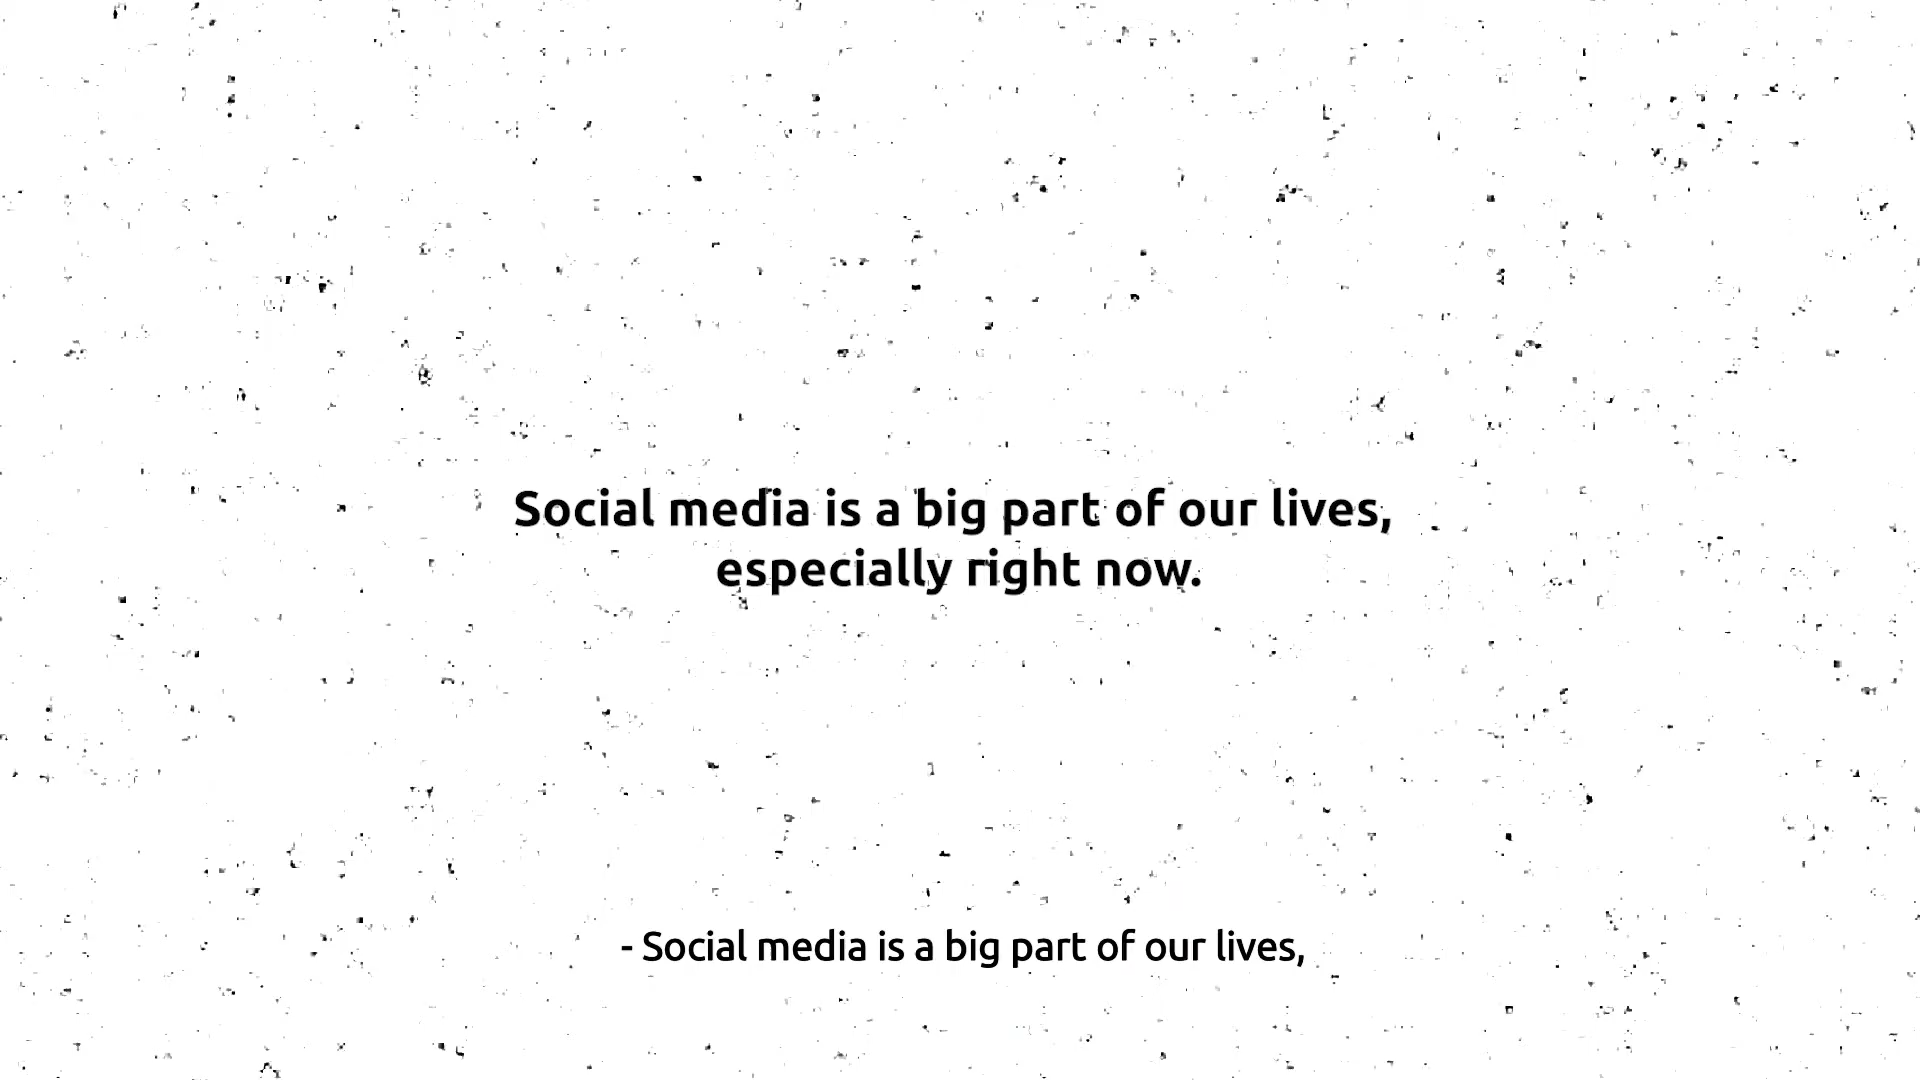 Social media is a big part of our lives,
especially right now.
- Social media is a big part of our lives,